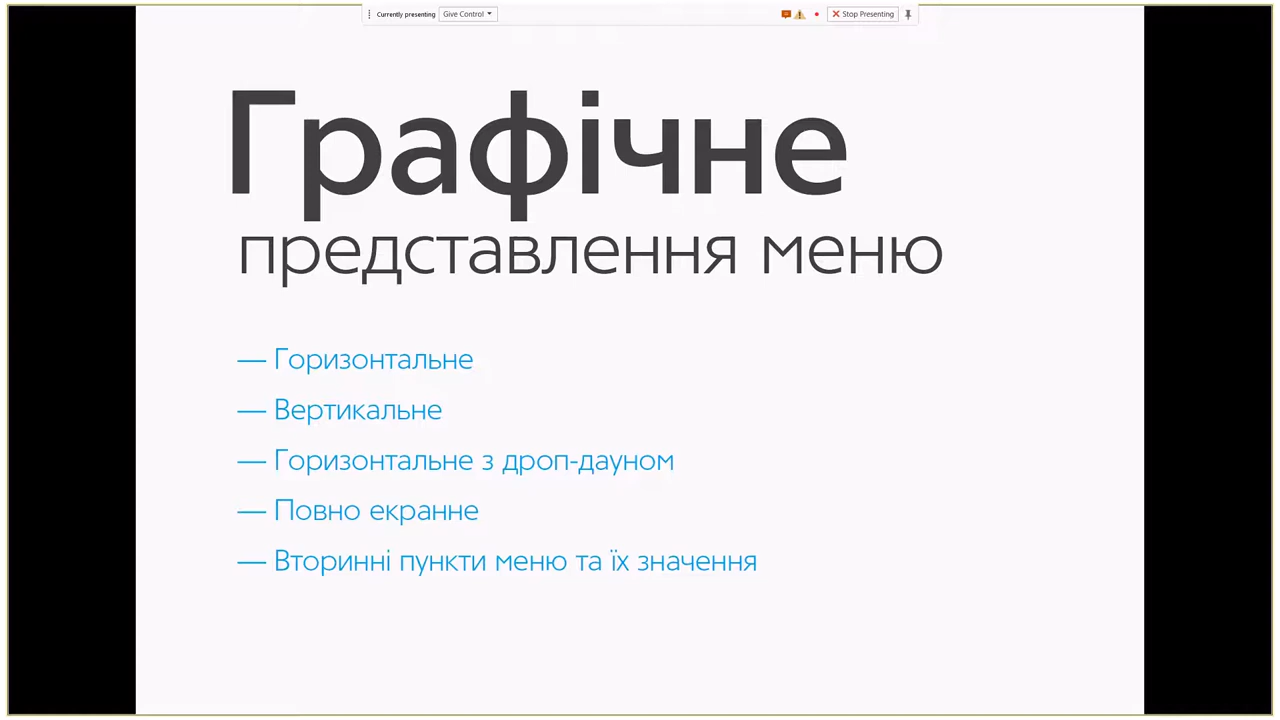 Currently presenting Give Control Stop Presenting
Графічне
представлення меню
— Горизонтальне
— Вертикальне
— Горизонтальне з дроп-дауном
— Повно екранне
— Вторинні пункти меню та їх значення